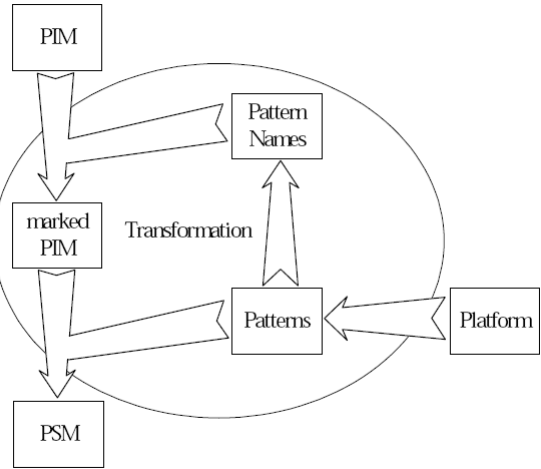 PIM
Pattern
Names
marked
PIM
Transformation
Patterns
Platform
PSM